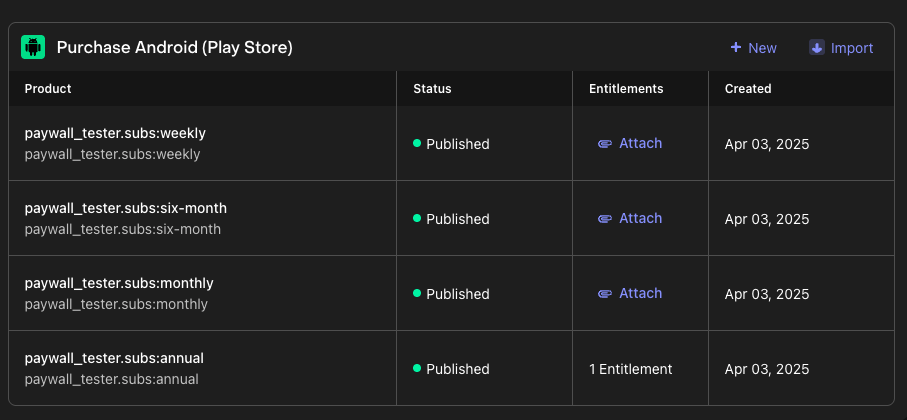 Purchase Android (Play Store)
+ New
Import
Product Status Entitlements Created
paywall_tester.subs:weekly
paywall_tester.subs:weekly
Published
Attach
Apr 03, 2025
paywall_tester.subs:six-month
paywall_tester.subs:six-month
Published
Attach
Apr 03, 2025
paywall_tester.subs:monthly
paywall_tester.subs:monthly
Published
Attach
Apr 03, 2025
paywall_tester.subs:annual
paywall_tester.subs:annual
Published
1 Entitlement
Apr 03, 2025